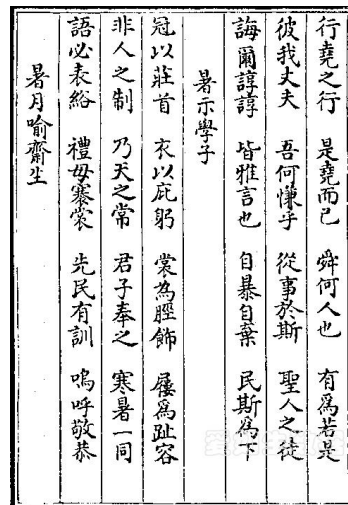 行堯之行 是堯而已 舜何人也 有爲若是
彼我丈夫 吾何慊乎 從事於斯 聖人之徒
誨爾諄諄 皆雅言也 自暴自棄 民斯爲下
暑示學子
冠以莊首 衣以庇躬 裳為脛飾 屨爲趾容
非人之制 乃天之常 君子奉之 寒暑一同
語必表綌 禮毋褰裳 先民有訓 嗚呼敬恭
暑月喻齋生